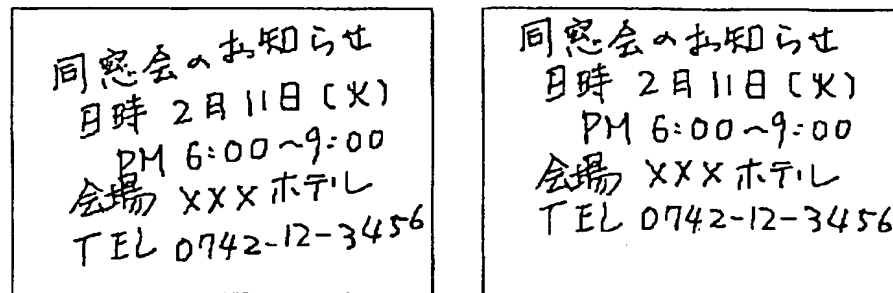 同窓会のお知らせ
日時 2月11日(火)
PM 6:00~9:00
会場 XXXホテル
TEL 0742-12-3456
同窓会のお知らせ
日時 2月11日(火)
PM 6:00~9:00
会場 XXXホテル
TEL 0742-12-3456